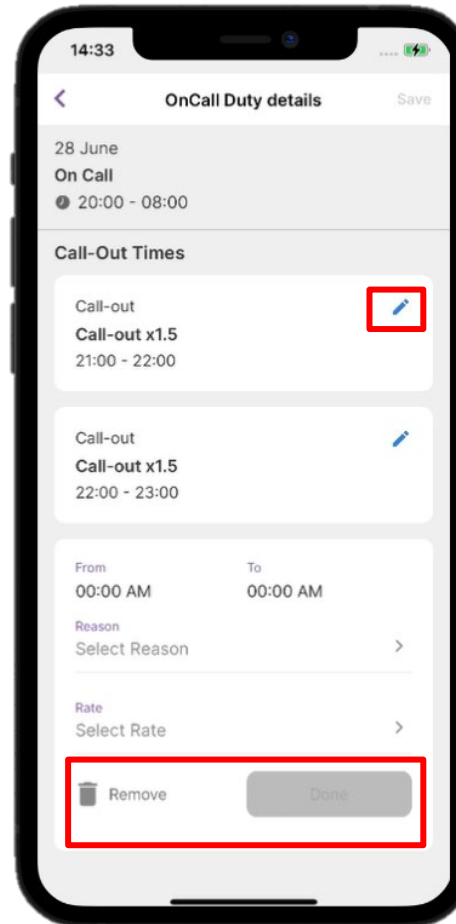 14:33
OnCall Duty details
Save
28 June
On Call
20:00 - 08:00
Call-Out Times
Call-out
Call-out x1.5
21:00 - 22:00
Call-out
Call-out x1.5
22:00 - 23:00
From To
00:00 AM 00:00 AM
Reason
Select Reason
Rate
Select Rate
Remove Done